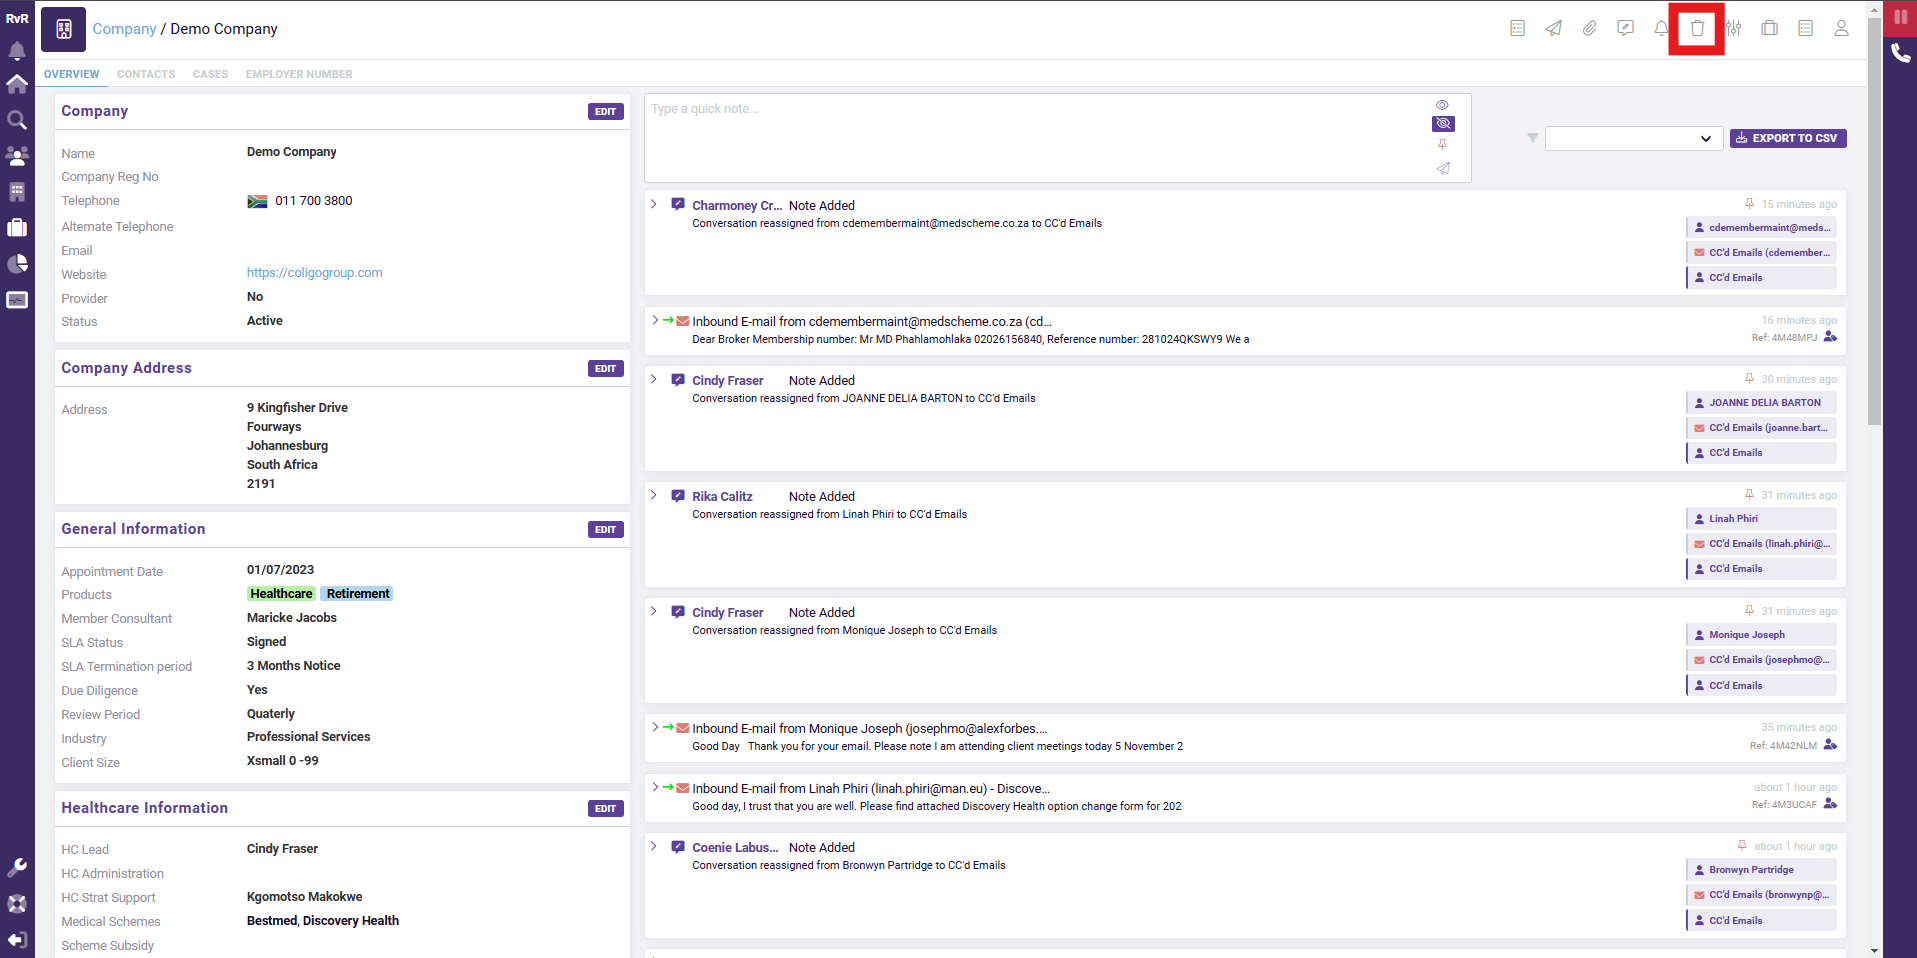 RvR
Company / Demo Company
OVERVIEW CONTACTS CASES EMPLOYER NUMBER
Company EDIT
Name Demo Company
Company Reg No
Telephone 011 700 3800
Alternate Telephone
Email
Website https://coligogroup.com
Provider No
Status Active
Company Address EDIT
Address 9 Kingfisher Drive
Fourways
Johannesburg
South Africa
2191
General Information EDIT
Appointment Date 01/07/2023
Products Healthcare Retirement
Member Consultant Maricke Jacobs
SLA Status Signed
SLA Termination period 3 Months Notice
Due Diligence Yes
Review Period Quaterly
Industry Professional Services
Client Size Xsmall 0 -99
Healthcare Information EDIT
HC Lead Cindy Fraser
HC Administration
HC Strat Support Kgomotso Makokwe
Medical Schemes Bestmed, Discovery Health
Scheme Subsidy
Type a quick note...
EXPORT TO CSV
Charmoney Cr... Note Added 15 minutes ago
Conversation reassigned from cdemembermaint@medscheme.co.za to CC'd Emails
cdemembermaint@meds...
CC'd Emails (cdemember...
CC'd Emails
Inbound E-mail from cdemembermaint@medscheme.co.za (cd... 16 minutes ago
Dear Broker Membership number: Mr MD Phahlamohlaka 02026156840, Reference number: 281024QKSWY9 We a Ref: 4M48MPJ
Cindy Fraser Note Added 30 minutes ago
Conversation reassigned from JOANNE DELIA BARTON to CC'd Emails
JOANNE DELIA BARTON
CC'd Emails (joanne.bart...
CC'd Emails
Rika Calitz Note Added 31 minutes ago
Conversation reassigned from Linah Phiri to CC'd Emails
Linah Phiri
CC'd Emails (linah.phiri@...
CC'd Emails
Cindy Fraser Note Added 31 minutes ago
Conversation reassigned from Monique Joseph to CC'd Emails
Monique Joseph
CC'd Emails (josephmo@...
CC'd Emails
Inbound E-mail from Monique Joseph (josephmo@alexforbes.... 35 minutes ago
Good Day Thank you for your email. Please note I am attending client meetings today 5 November 2 Ref: 4M42NLM
Inbound E-mail from Linah Phiri (linah.phiri@man.eu) - Discove... about 1 hour ago
Good day, I trust that you are well. Please find attached Discovery Health option change form for 202 Ref: 4M3UCAF
Coenie Labus... Note Added about 1 hour ago
Conversation reassigned from Bronwyn Partridge to CC'd Emails
Bronwyn Partridge
CC'd Emails (bronwynp@...
CC'd Emails